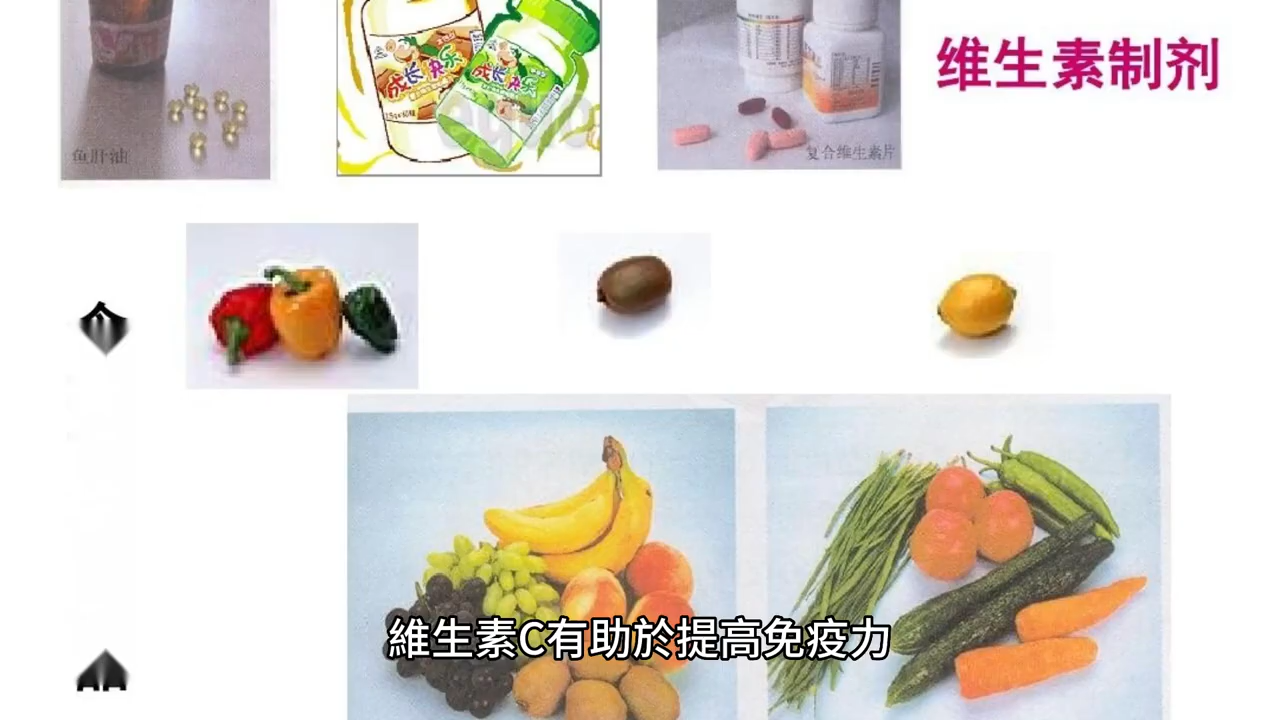 维生素制剂
成长快乐
成长快乐
鱼肝油
复合维生素片
維生素C有助於提高免疫力